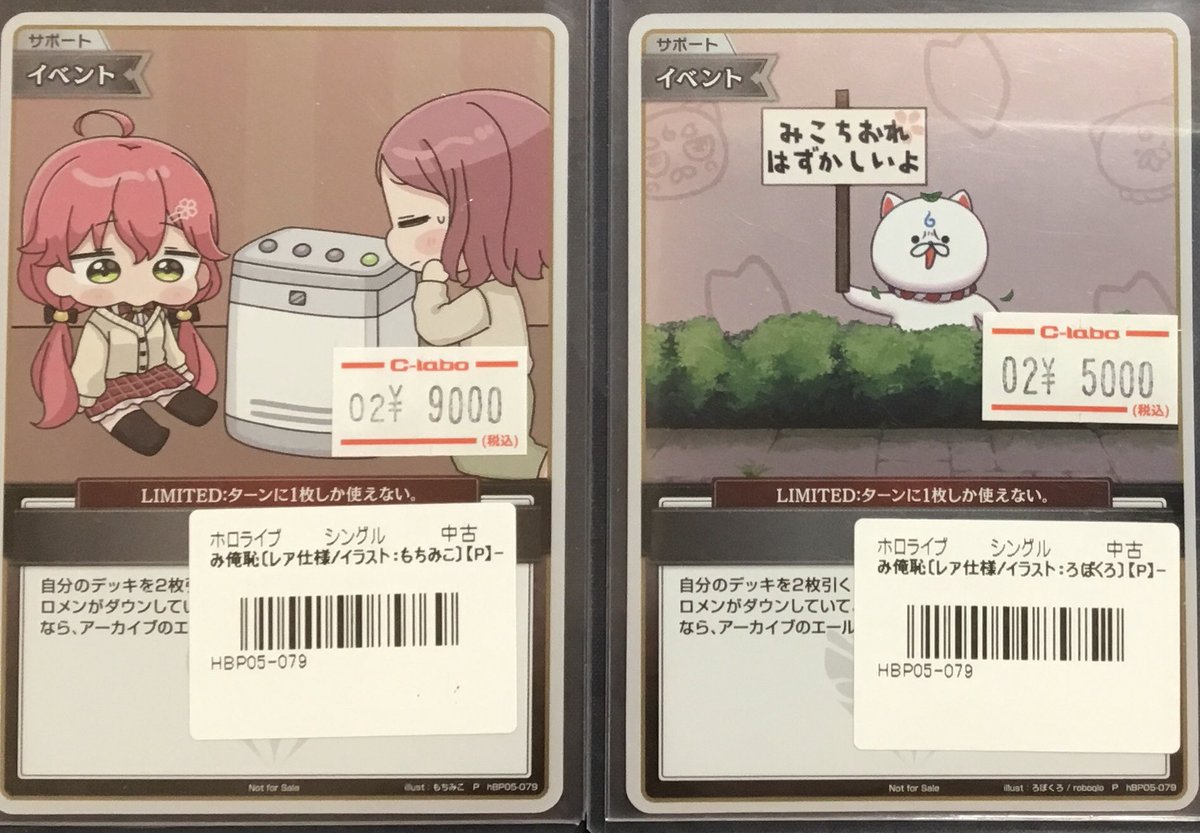 サポート
イベント
C-labo
02¥ 9000
(税込)
LIMITED:ターンに1枚しか使えない。
ホロライブ シングル 中古
み俺恥〔レア仕様/イラスト:もちみこ〕【P】-
HBP05-079
自分のデッキを2枚引
ロメンがダウンしてい
なら、アーカイブのエ
Not for Sale
illust:もちみこ P hBP05-079
サポート
イベント
みこちおれ
はずかしいよ
C-labo
02¥ 5000
(税込)
LIMITED:ターンに1枚しか使えない。
ホロライブ シングル 中古
み俺恥〔レア仕様/イラスト:ろぼくろ〕【P】-
HBP05-079
自分のデッキを2枚引く
ロメンがダウンしていて、
なら、アーカイブのエール
Not for Sale
illust:ろぼくろ / roboqlo P hBP05-079